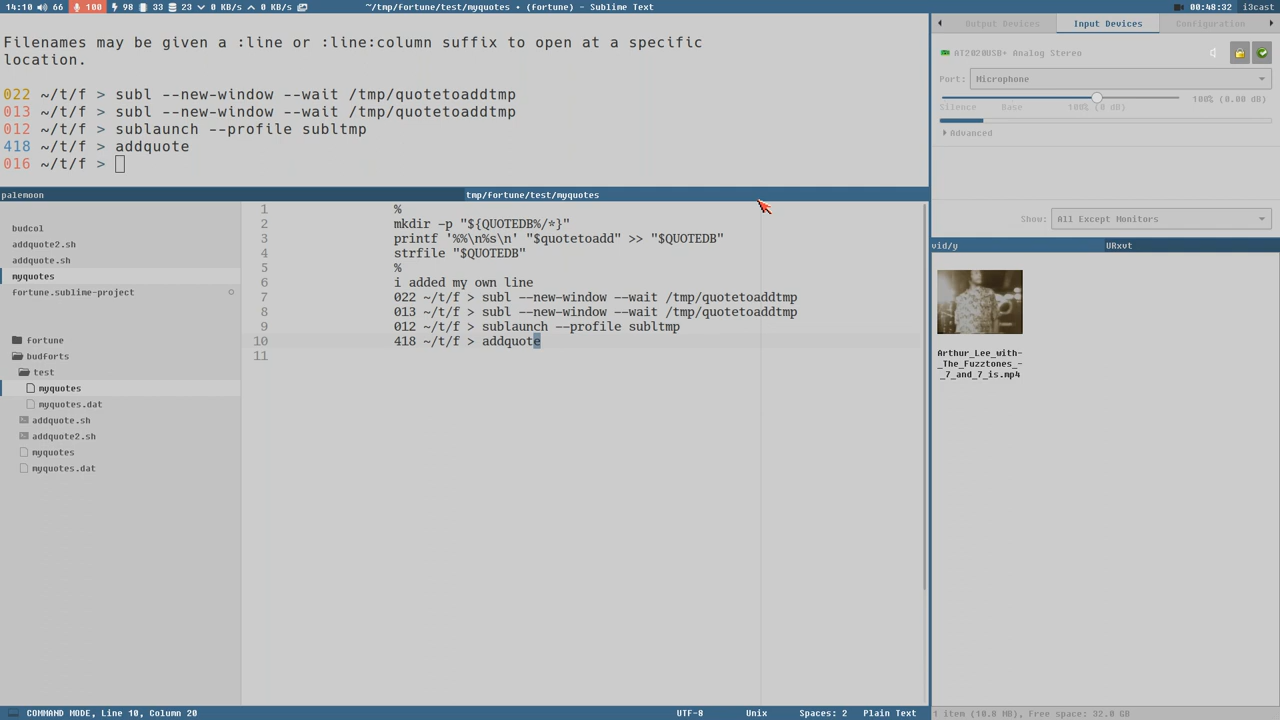 14:10 66 100 98 33 23 0 KB/s 0 KB/s ~/tmp/fortune/test/myquotes • (fortune) - Sublime Text 00:48:32 i3cast
Filenames may be given a :line or :line:column suffix to open at a specific
location.
022 ~/t/f > subl --new-window --wait /tmp/quotetoaddtmp
013 ~/t/f > subl --new-window --wait /tmp/quotetoaddtmp
012 ~/t/f > sublaunch --profile subltmp
418 ~/t/f > addquote
016 ~/t/f >
palemoon tmp/fortune/test/myquotes
budcol
addquote2.sh
addquote.sh
myquotes
fortune.sublime-project
fortune
budforts
test
myquotes
myquotes.dat
addquote.sh
addquote2.sh
myquotes
myquotes.dat
1 %
2 mkdir -p "${QUOTEDB%/*}"
3 printf '%%\n%s\n' "$quotetoadd" >> "$QUOTEDB"
4 strfile "$QUOTEDB"
5 %
6 i added my own line
7 022 ~/t/f > subl --new-window --wait /tmp/quotetoaddtmp
8 013 ~/t/f > subl --new-window --wait /tmp/quotetoaddtmp
9 012 ~/t/f > sublaunch --profile subltmp
10 418 ~/t/f > addquote
11
COMMAND MODE, Line 10, Column 20 UTF-8 Unix Spaces: 2 Plain Text
Output Devices Input Devices Configuration
AT2020USB+ Analog Stereo
Port: Microphone
100% (0.00 dB)
Silence Base 100% (0 dB)
Advanced
Show: All Except Monitors
vid/y URxvt
Arthur_Lee_with-
-The_Fuzztones_-
_7_and_7_is.mp4
1 item (10.8 MB), Free space: 32.0 GB